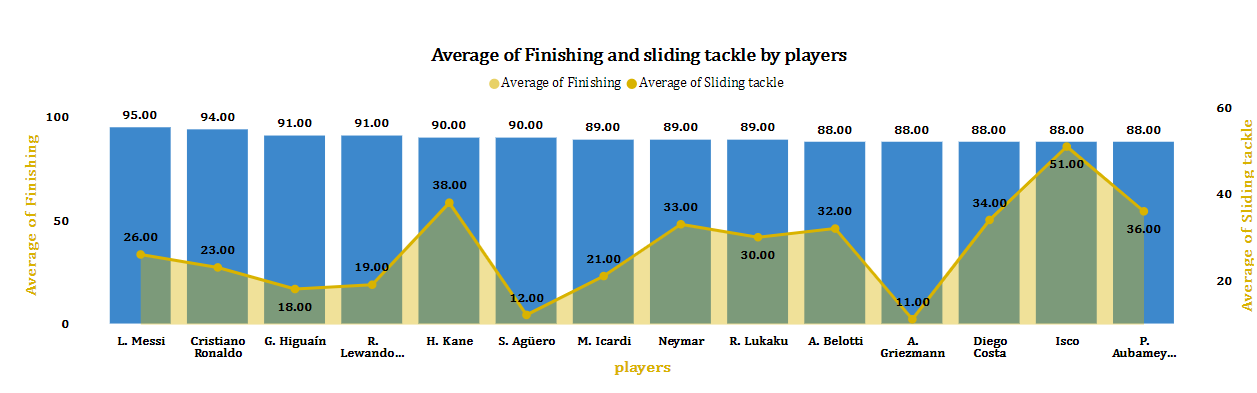 Average of Finishing and sliding tackle by players
Average of Finishing Average of Sliding tackle
Average of Finishing
100
50
0
95.00 94.00 91.00 91.00 90.00 90.00 89.00 89.00 89.00 88.00 88.00 88.00 88.00 88.00
26.00 23.00 18.00 19.00 38.00 12.00 21.00 33.00 30.00 32.00 11.00 34.00 51.00 36.00
60
40
20
Average of Sliding tackle
L. Messi
Cristiano
Ronaldo
G. Higuaín
R.
Lewando...
H. Kane
S. Agüero
M. Icardi
Neymar
R. Lukaku
A. Belotti
A.
Griezmann
Diego
Costa
Isco
P.
Aubamey...
players